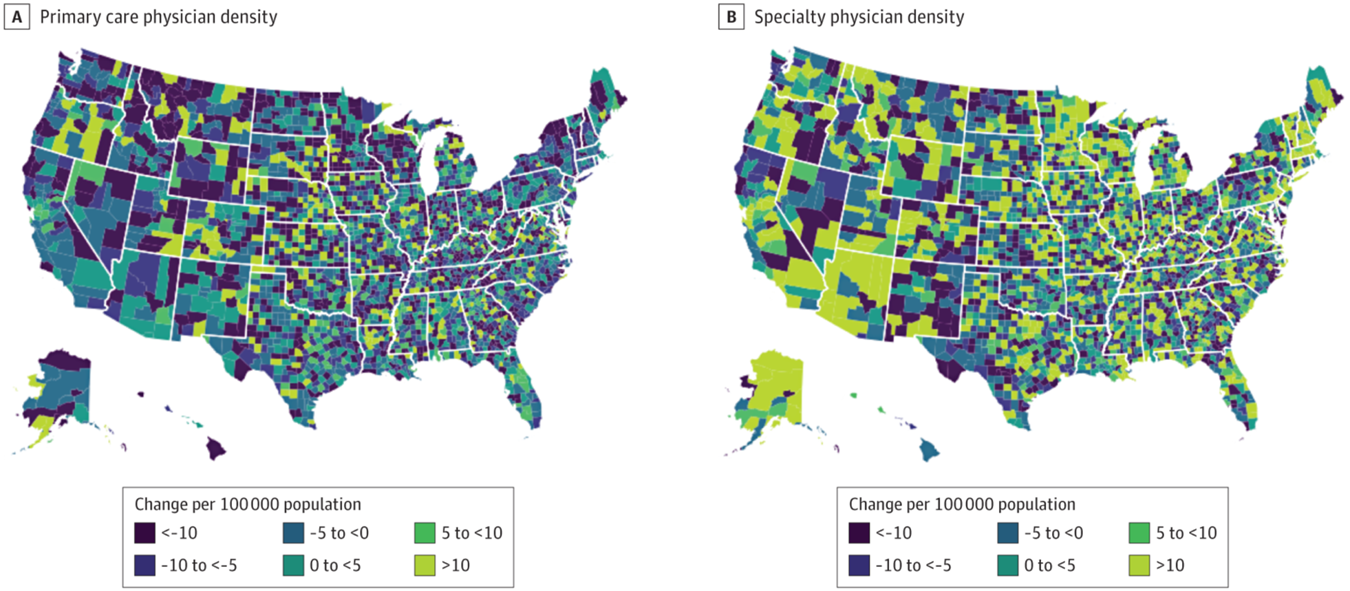 A Primary care physician density
B Specialty physician density
Change per 100 000 population
<-10
-5 to <0
5 to <10
-10 to <-5
0 to <5
>10
Change per 100 000 population
<-10
-5 to <0
5 to <10
-10 to <-5
0 to <5
>10